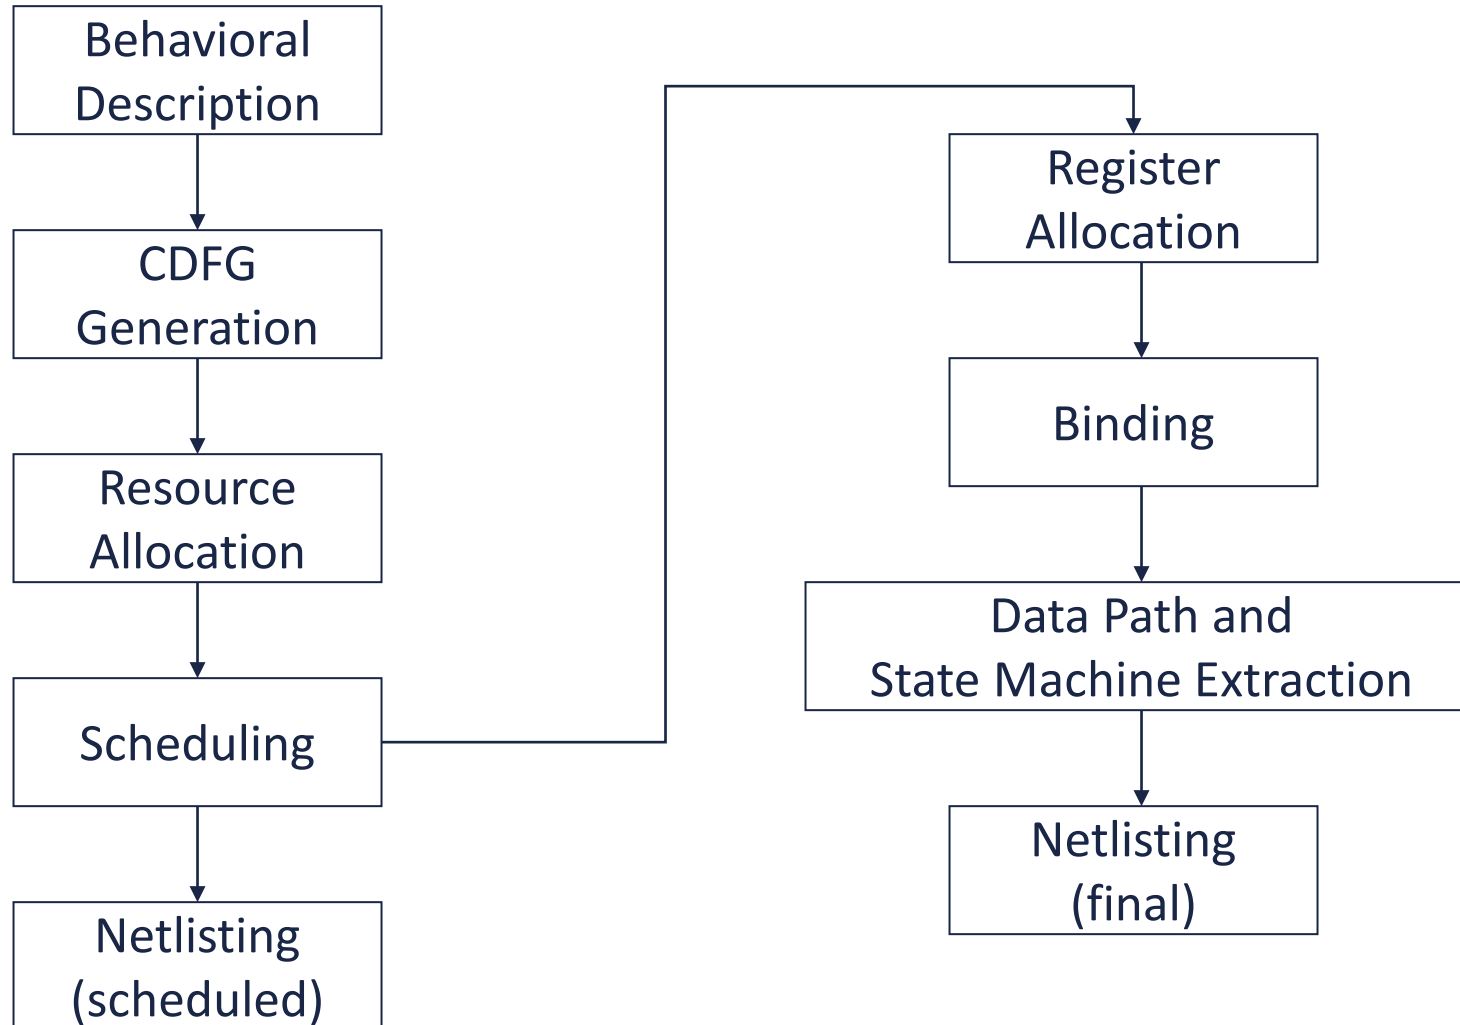 Behavioral
Description
CDFG
Generation
Resource
Allocation
Scheduling
Netlisting
(scheduled)
Register
Allocation
Binding
Data Path and
State Machine Extraction
Netlisting
(final)